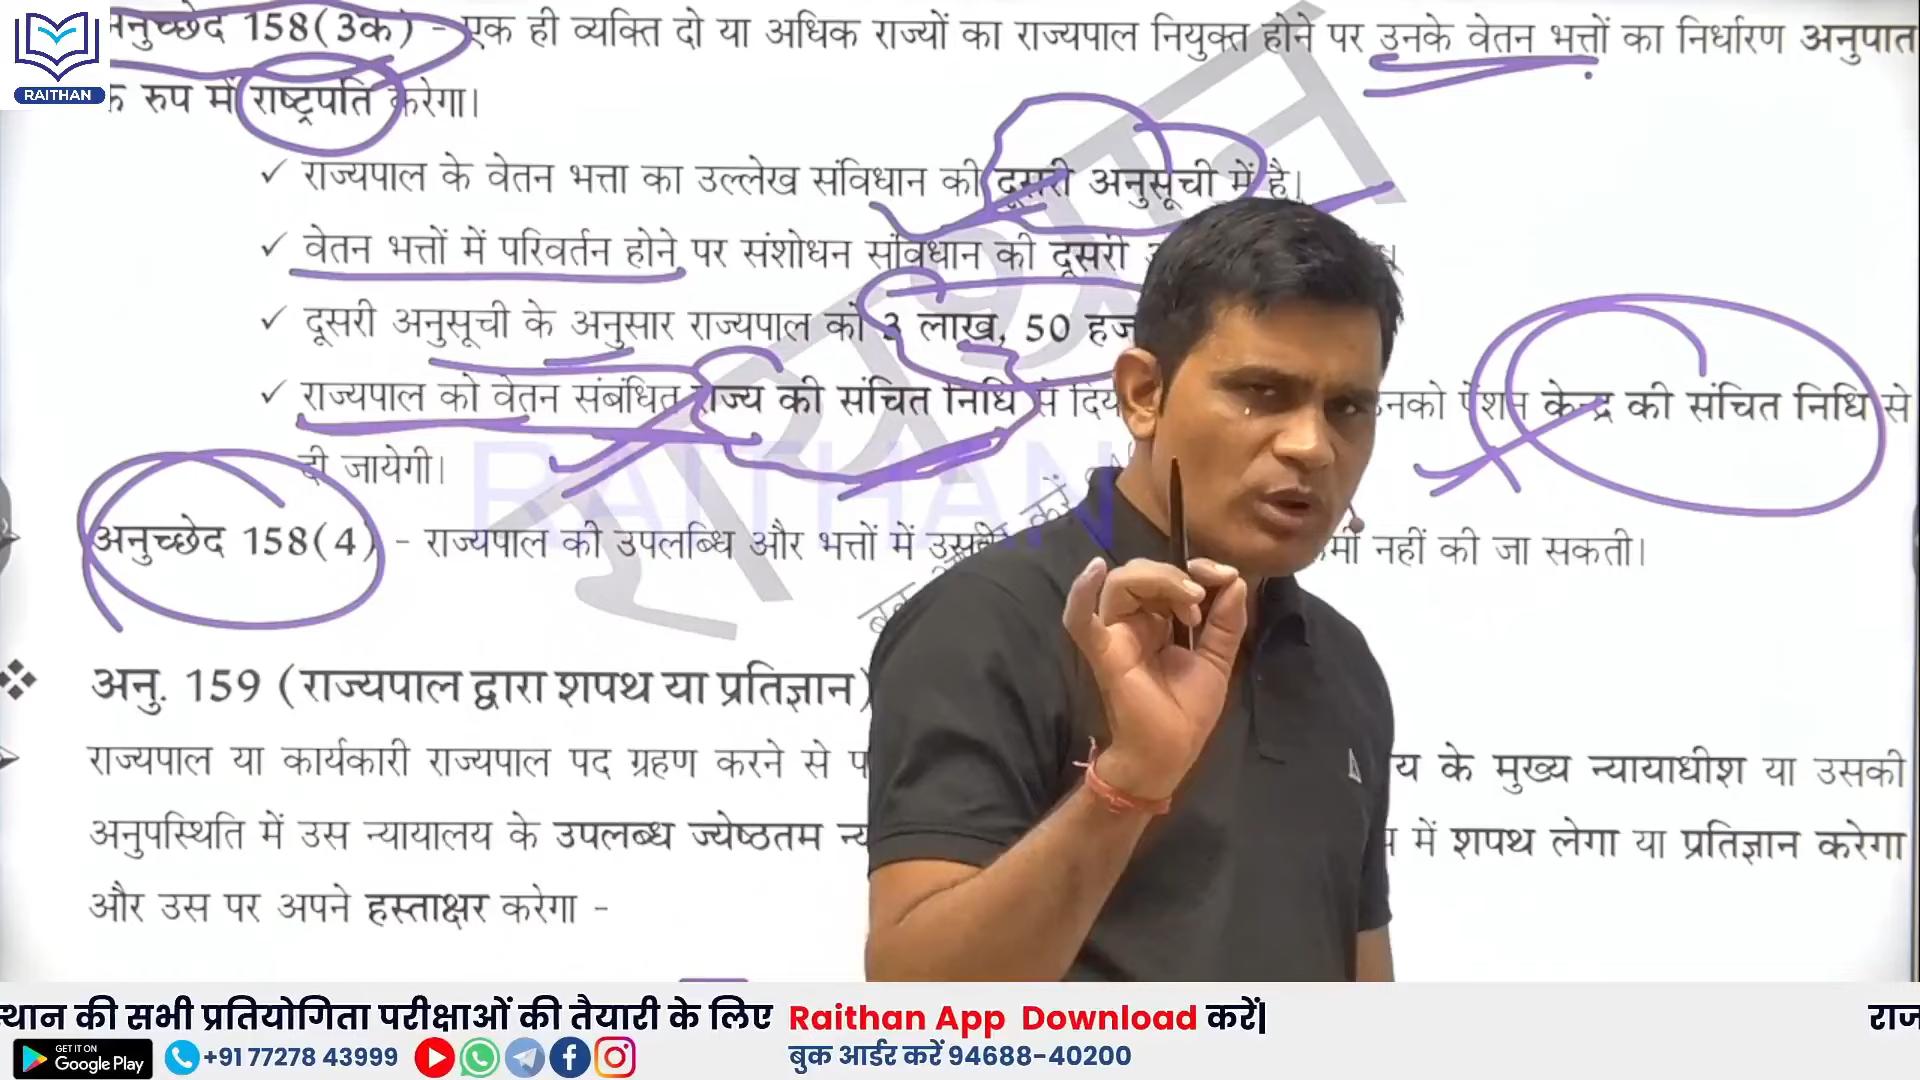 RAITHAN
अनुच्छेद 158(3क) - एक ही व्यक्ति दो या अधिक राज्यों का राज्यपाल नियुक्त होने पर उनके वेतन भत्तों का निर्धारण अनुपात
के रुप में राष्ट्रपति करेगा।
✓ राज्यपाल के वेतन भत्ता का उल्लेख संविधान की दूसरी अनुसूची में है।
✓ वेतन भत्तों में परिवर्तन होने पर संशोधन संविधान की दूसरी
✓ दूसरी अनुसूची के अनुसार राज्यपाल को 3 लाख, 50
✓ राज्यपाल को वेतन संबंधित राज्य की संचित निधि से पेंशन केन्द्र की संचित निधि से
दी जायेगी।
अनुच्छेद 158(4) - राज्यपाल की उपलब्धि और भत्तों में नहीं की जा सकती।
❖ अनु. 159 (राज्यपाल द्वारा शपथ या प्रतिज्ञान)
राज्यपाल या कार्यकारी राज्यपाल पद ग्रहण करने से के मुख्य न्यायाधीश या उसकी
अनुपस्थिति में उस न्यायालय के उपलब्ध ज्येष्ठतम में शपथ लेगा या प्रतिज्ञान करेगा
और उस पर अपने हस्ताक्षर करेगा -
RAITHAN
की सभी प्रतियोगिता परीक्षाओं की तैयारी के लिए Raithan App Download करें|
GET IT ON Google Play +91 77278 43999 बुक आर्डर करें 94688-40200